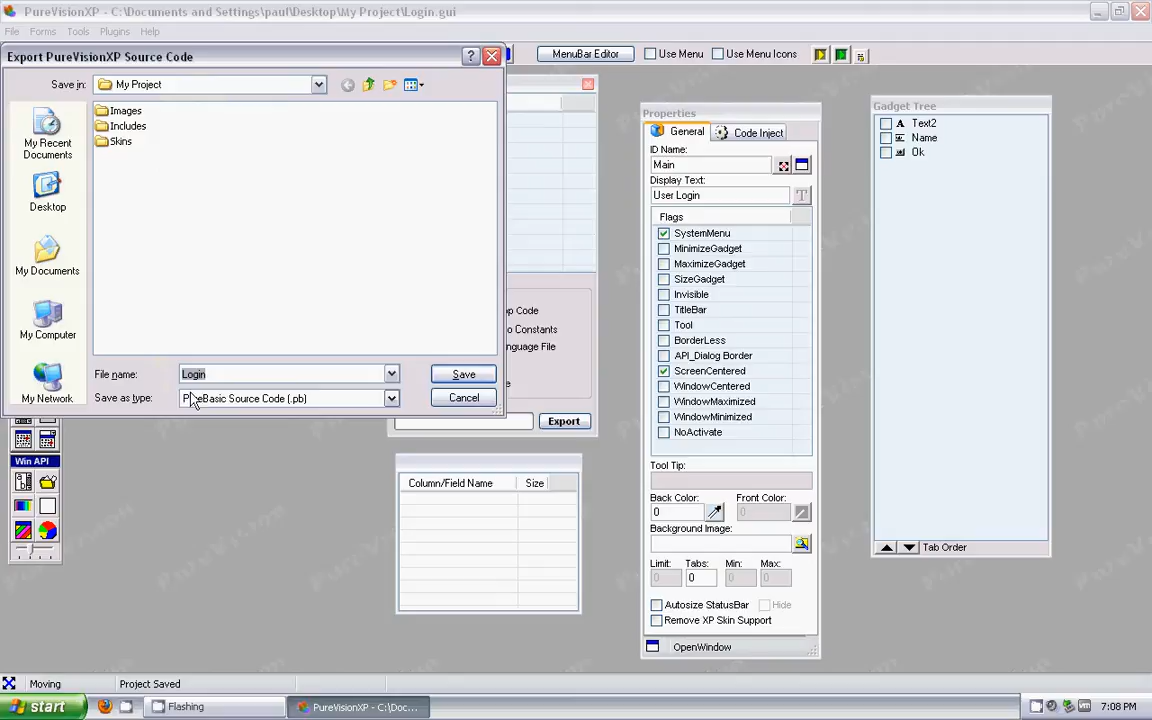 PureVisionXP - C:\Documents and Settings\paul\Desktop\My Project\Login.gui
File Forms Tools Plugins Help
Export PureVisionXP Source Code
MenuBar Editor Use Menu Use Menu Icons
Save in: My Project
Images
Includes
Skins
My Recent
Documents
Desktop
My Documents
My Computer
My Network
File name: Login Save
Save as type: PureBasic Source Code (.pb) Cancel
Code
Constants
File
Export
Win API
Column/Field Name Size
Properties
General Code Inject
ID Name:
Main
Display Text:
User Login
Flags
SystemMenu
MinimizeGadget
MaximizeGadget
SizeGadget
Invisible
TitleBar
Tool
BorderLess
API_Dialog Border
ScreenCentered
WindowCentered
WindowMaximized
WindowMinimized
NoActivate
Tool Tip:
Back Color: Front Color:
0 0
Background Image:
Limit: Tabs: Min: Max:
0 0 0 0
Autosize StatusBar Hide
Remove XP Skin Support
OpenWindow
Gadget Tree
Text2
Name
Ok
Tab Order
Moving Project Saved
start Flashing PureVisionXP - C:\Doc... 7:08 PM